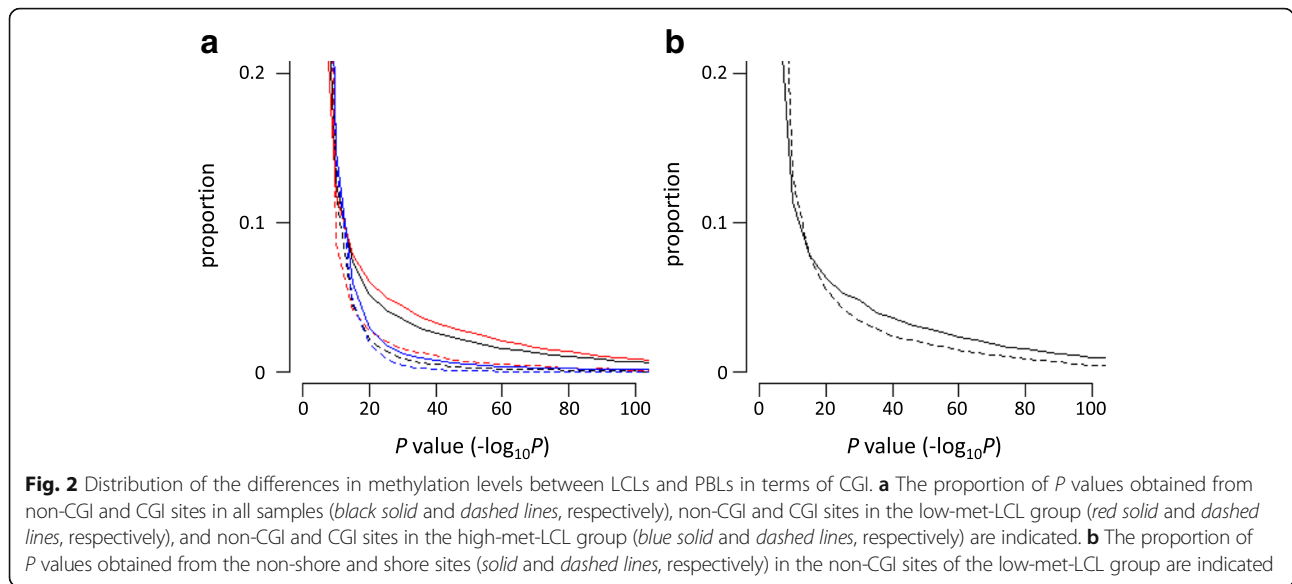 a
b
0.2
0.1
0
proportion
0 20 40 60 80 100
P value (-log10P)
0.2
0.1
0
proportion
0 20 40 60 80 100
P value (-log10P)
Fig. 2 Distribution of the differences in methylation levels between LCLs and PBLs in terms of CGI. a The proportion of P values obtained from
non-CGI and CGI sites in all samples (black solid and dashed lines, respectively), non-CGI and CGI sites in the low-met-LCL group (red solid and dashed
lines, respectively), and non-CGI and CGI sites in the high-met-LCL group (blue solid and dashed lines, respectively) are indicated. b The proportion of
P values obtained from the non-shore and shore sites (solid and dashed lines, respectively) in the non-CGI sites of the low-met-LCL group are indicated